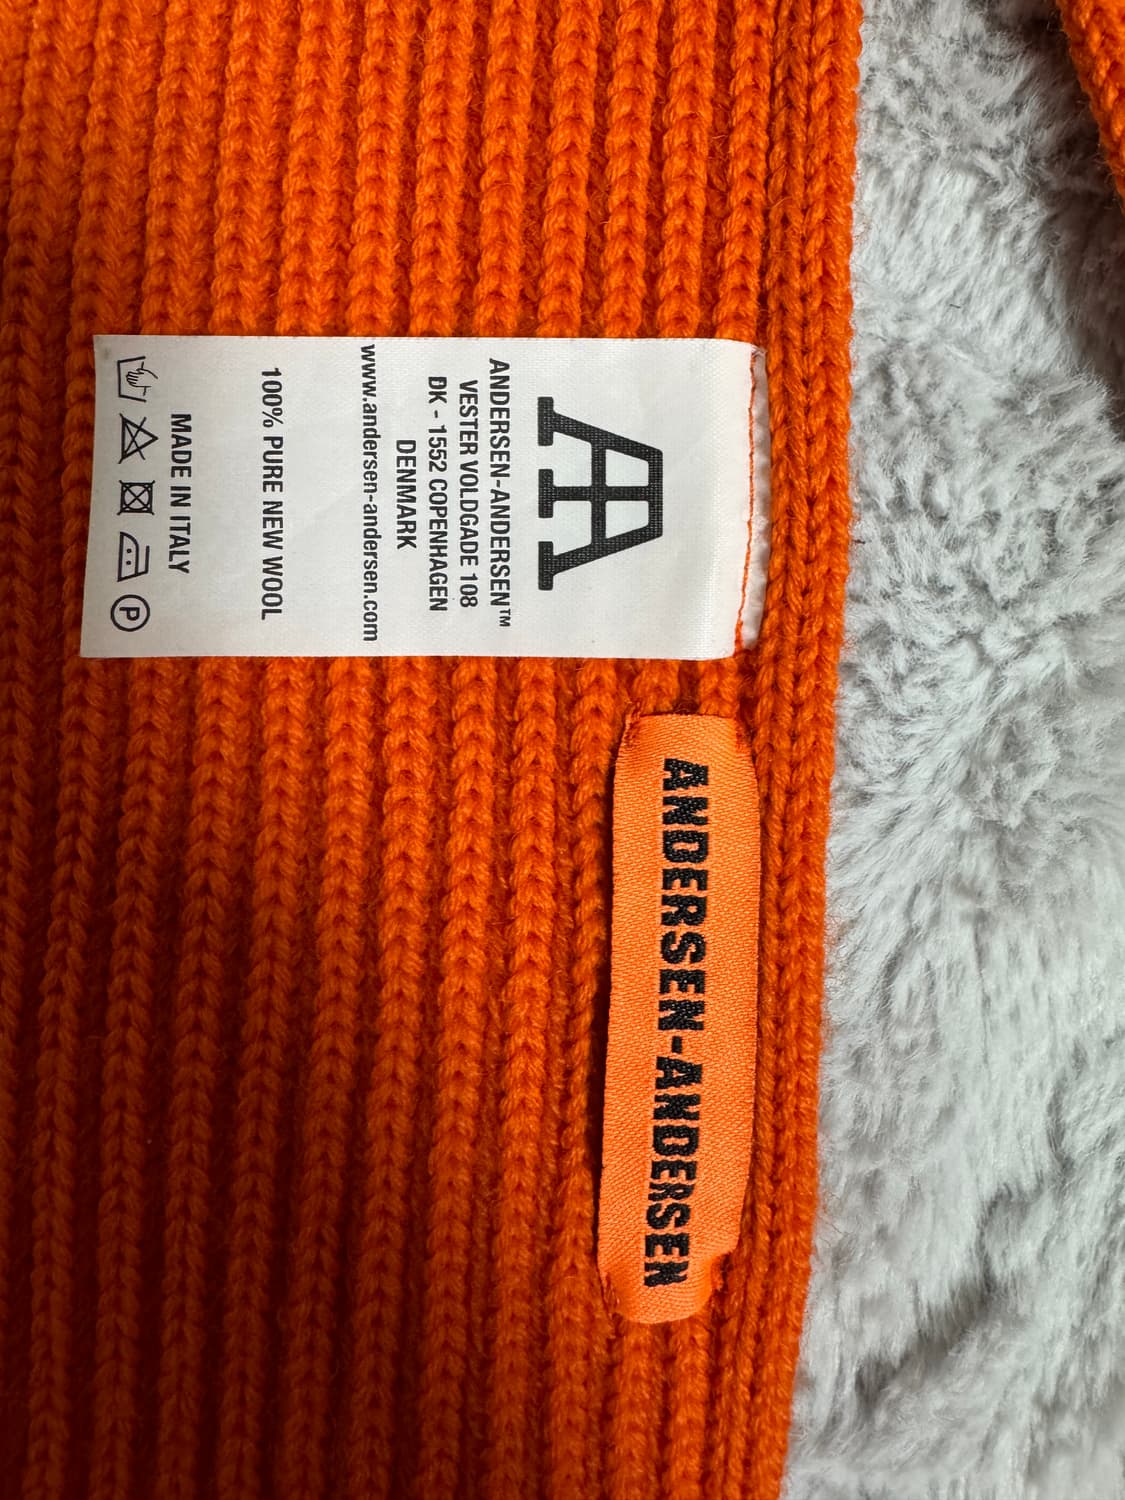 ANDERSEN-ANDERSEN™
VESTER VOLDGADE 108
DK - 1552 COPENHAGEN
DENMARK
www.andersen-andersen.com
100% PURE NEW WOOL
MADE IN ITALY
P
ANDERSEN-ANDERSEN